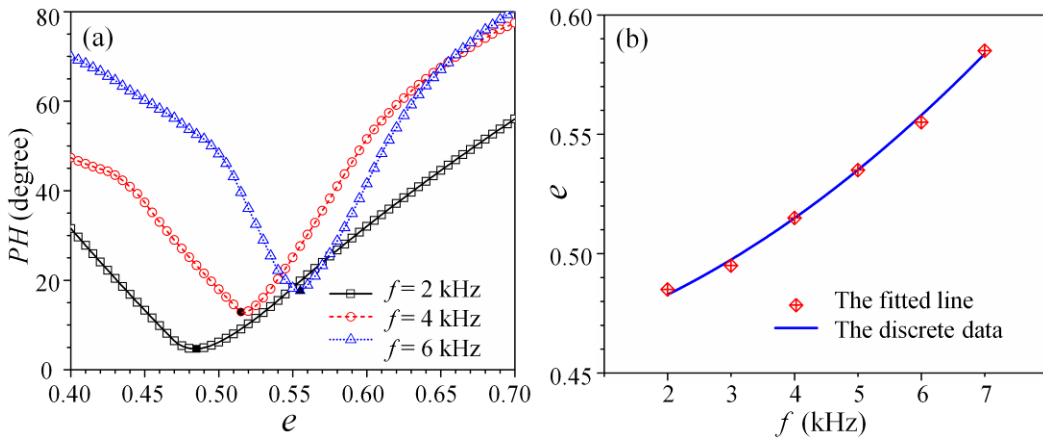 (a)
80
60
40
20
0
PH (degree)
0.40 0.45 0.50 0.55 0.60 0.65 0.70
e
f = 2 kHz
f = 4 kHz
f = 6 kHz
(b)
0.60
0.55
0.50
0.45
e
2 3 4 5 6 7
f (kHz)
The fitted line
The discrete data